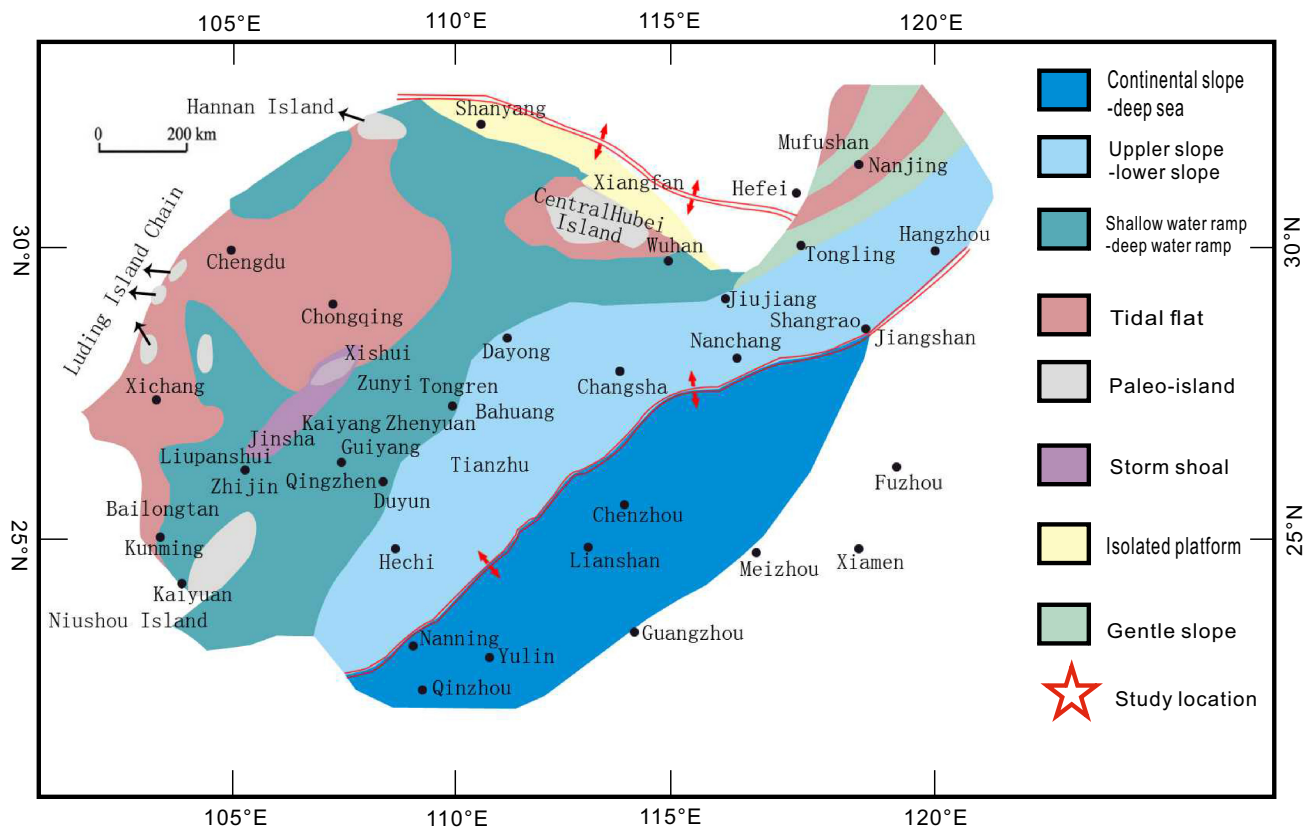 105°E 110°E 115°E 120°E
Hannan Island
0 200 km
Shanyang
Mufushan
Nanjing
Xiangfan
Hefei
CentralHubei
Island
Luding Island Chain
30°N
30°N
Chengdu
Wuhan
Tongling
Hangzhou
Chongqing
Jiujiang
Shangrao
Jiangshan
Dayong
Nanchang
Xishui
Zunyi
Tongren
Changsha
Xichang
Bahuang
Kaiyang Zhenyuan
Jinsha
Guiyang
Liupanshui
Tianzhu
Zhijin
Qingzhen
Duyun
Fuzhou
Bailongtan
Chenzhou
25°N
25°N
Kunming
Hechi
Lianshan
Meizhou
Xiamen
Kaiyuan
Niushou Island
Nanning
Guangzhou
Yulin
Qinzhou
105°E 110°E 115°E 120°E
Continental slope
-deep sea
Uppler slope
-lower slope
Shallow water ramp
-deep water ramp
Tidal flat
Paleo-island
Storm shoal
Isolated platform
Gentle slope
Study location